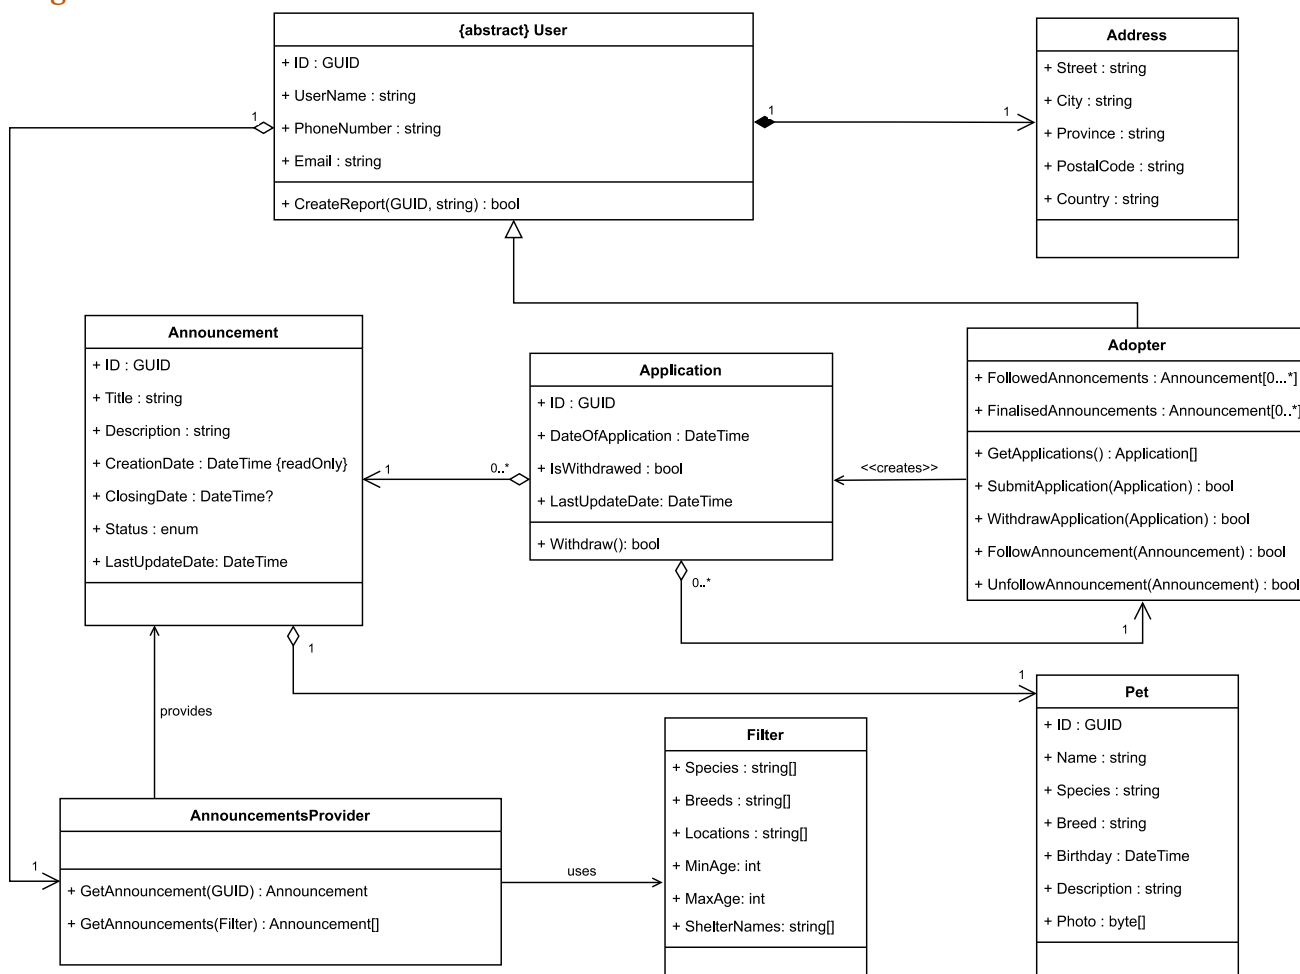 {abstract} User
+ ID : GUID
+ UserName : string
+ PhoneNumber : string
+ Email : string
+ CreateReport(GUID, string) : bool
1
1
1
Address
+ Street : string
+ City : string
+ Province : string
+ PostalCode : string
+ Country : string
Announcement
+ ID : GUID
+ Title : string
+ Description : string
+ CreationDate : DateTime {readOnly}
+ ClosingDate : DateTime?
+ Status : enum
+ LastUpdateDate: DateTime
1
0..*
Application
+ ID : GUID
+ DateOfApplication : DateTime
+ IsWithdrawed : bool
+ LastUpdateDate: DateTime
+ Withdraw(): bool
<<creates>>
Adopter
+ FollowedAnnoncements : Announcement[0...*]
+ FinalisedAnnouncements : Announcement[0..*]
+ GetApplications() : Application[]
+ SubmitApplication(Application) : bool
+ WithdrawApplication(Application) : bool
+ FollowAnnouncement(Announcement) : bool
+ UnfollowAnnouncement(Announcement) : bool
0..*
1
1
1
provides
Filter
+ Species : string[]
+ Breeds : string[]
+ Locations : string[]
+ MinAge: int
+ MaxAge: int
+ ShelterNames: string[]
Pet
+ ID : GUID
+ Name : string
+ Species : string
+ Breed : string
+ Birthday : DateTime
+ Description : string
+ Photo : byte[]
AnnouncementsProvider
+ GetAnnouncement(GUID) : Announcement
+ GetAnnouncements(Filter) : Announcement[]
1
uses